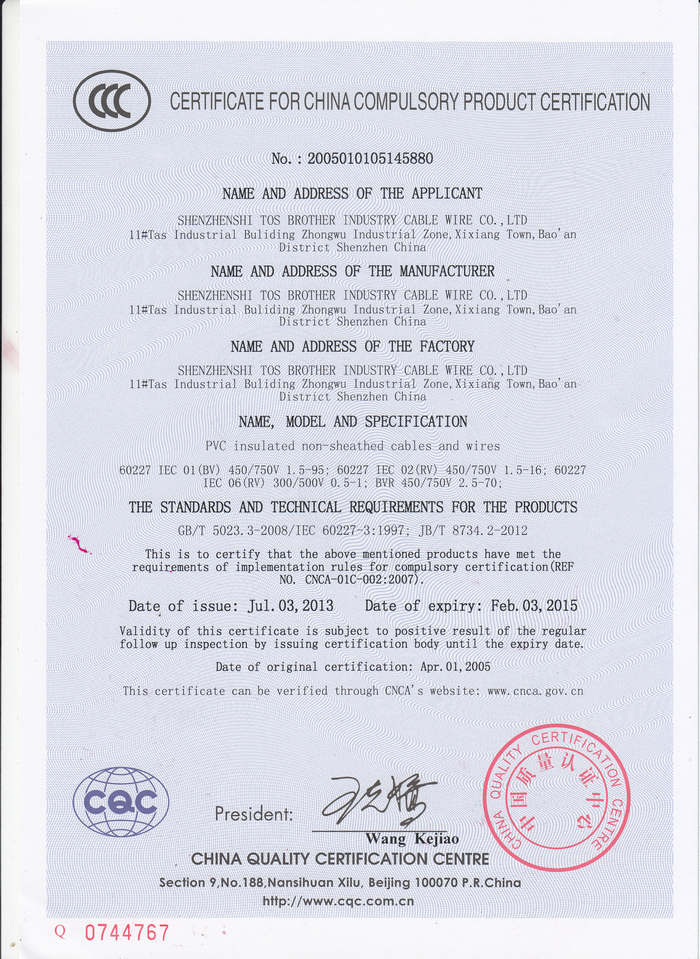 CCC
CERTIFICATE FOR CHINA COMPULSORY PRODUCT CERTIFICATION
No. : 2005010105145880
NAME AND ADDRESS OF THE APPLICANT
SHENZHENSHI TOS BROTHER INDUSTRY CABLE WIRE CO.,LTD
11#Tas Industrial Buliding Zhongwu Industrial Zone,Xixiang Town,Bao'an
District Shenzhen China
NAME AND ADDRESS OF THE MANUFACTURER
SHENZHENSHI TOS BROTHER INDUSTRY CABLE WIRE CO.,LTD
11#Tas Industrial Buliding Zhongwu Industrial Zone,Xixiang Town,Bao'an
District Shenzhen China
NAME AND ADDRESS OF THE FACTORY
SHENZHENSHI TOS BROTHER INDUSTRY CABLE WIRE CO.,LTD
11#Tas Industrial Buliding Zhongwu Industrial Zone,Xixiang Town,Bao'an
District Shenzhen China
NAME, MODEL AND SPECIFICATION
PVC insulated non-sheathed cables and wires
60227 IEC 01(BV) 450/750V 1.5-95; 60227 IEC 02(RV) 450/750V 1.5-16; 60227
IEC 06(RV) 300/500V 0.5-1; BVR 450/750V 2.5-70;
THE STANDARDS AND TECHNICAL REQUIREMENTS FOR THE PRODUCTS
GB/T 5023.3-2008/IEC 60227-3:1997; JB/T 8734.2-2012
This is to certify that the above mentioned products have met the
requirements of implementation rules for compulsory certification(REF
NO. CNCA-01C-002:2007).
Date of issue: Jul.03,2013 Date of expiry: Feb.03,2015
Validity of this certificate is subject to positive result of the regular
follow up inspection by issuing certification body until the expiry date.
Date of original certification: Apr.01,2005
This certificate can be verified through CNCA's website: www.cnca.gov.cn
CHINA QUALITY CERTIFICATION CENTRE
中国质量认证中心
CQC
President:
Wang Kejiao
CHINA QUALITY CERTIFICATION CENTRE
Section 9,No.188,Nansihuan Xilu, Beijing 100070 P.R.China
http://www.cqc.com.cn
Q 0744767